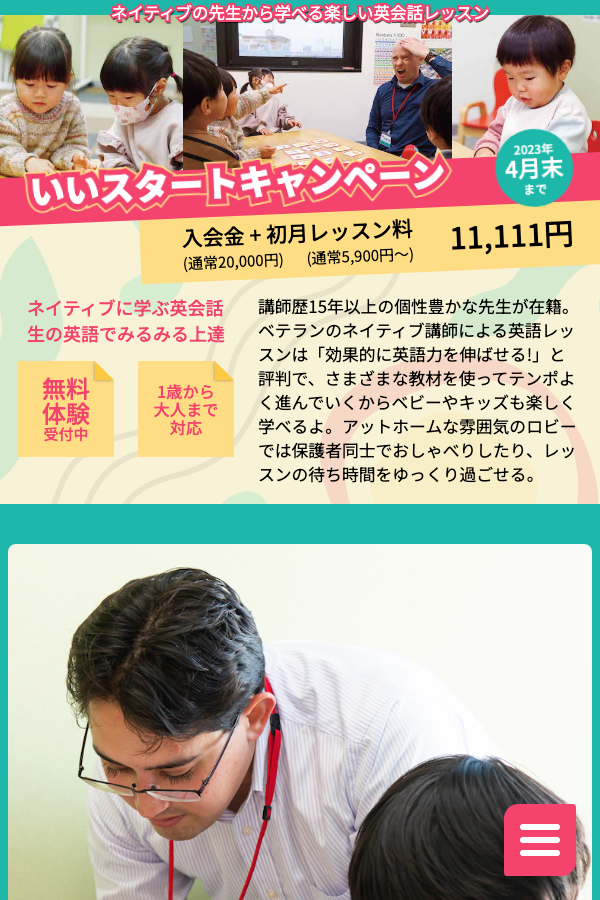 ネイティブの先生から学べる楽しい英会話レッスン
いいスタートキャンペーン
2023年
4月末
まで
入会金 + 初月レッスン料
(通常20,000円) (通常5,900円〜)
11,111円
ネイティブに学ぶ英会話
生の英語でみるみる上達
無料
体験
受付中
1歳から
大人まで
対応
講師歴15年以上の個性豊かな先生が在籍。
ベテランのネイティブ講師による英語レッ
スンは「効果的に英語力を伸ばせる!」と
評判で、さまざまな教材を使ってテンポよ
く進んでいくからベビーやキッズも楽しく
学べるよ。アットホームな雰囲気のロビー
では保護者同士でおしゃべりしたり、レッ
スンの待ち時間をゆっくり過ごせる。